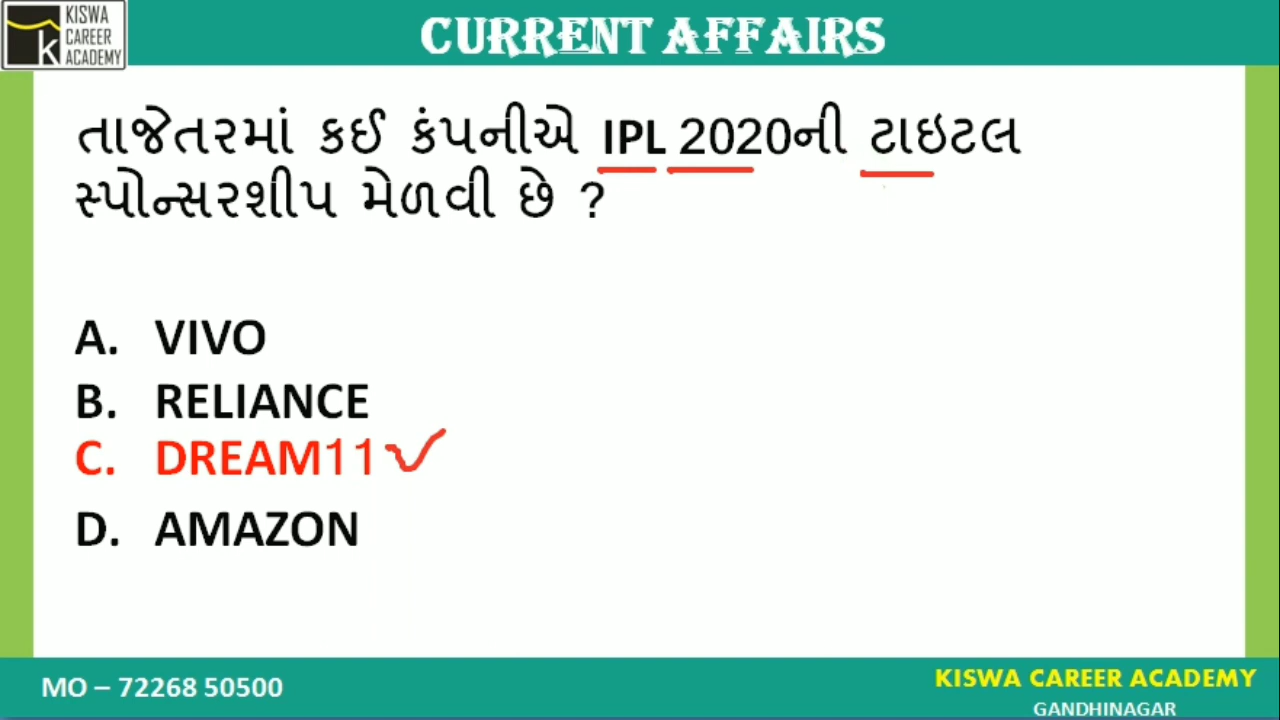 KISWA
CAREER
ACADEMY
CURRENT AFFAIRS
તાજેતરમાં કઈ કંપનીએ IPL 2020ની ટાઇટલ
સ્પોન્સરશીપ મેળવી છે ?
A. VIVO
B. RELIANCE
C. DREAM11
D. AMAZON
MO – 72268 50500
KISWA CAREER ACADEMY
GANDHINAGAR